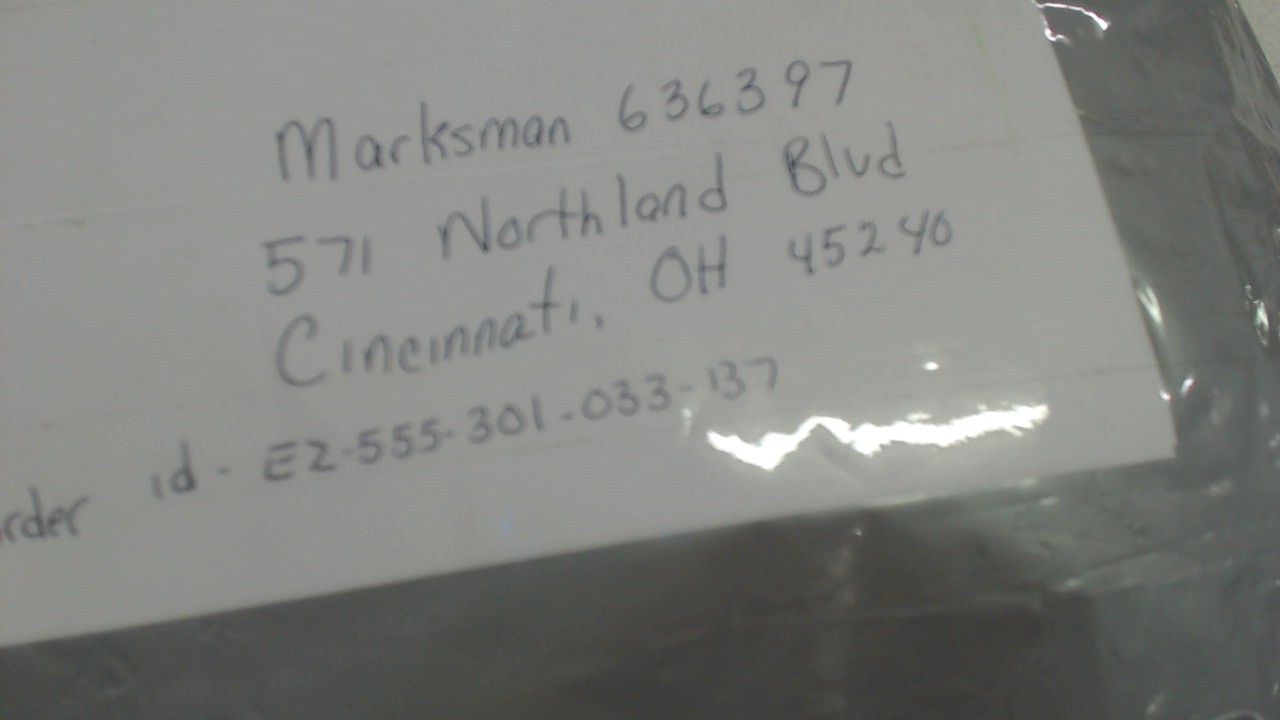 Marksman 636397
571 Northland Blvd
Cincinnati, OH 45240
rder id - E2-555-301-033-137